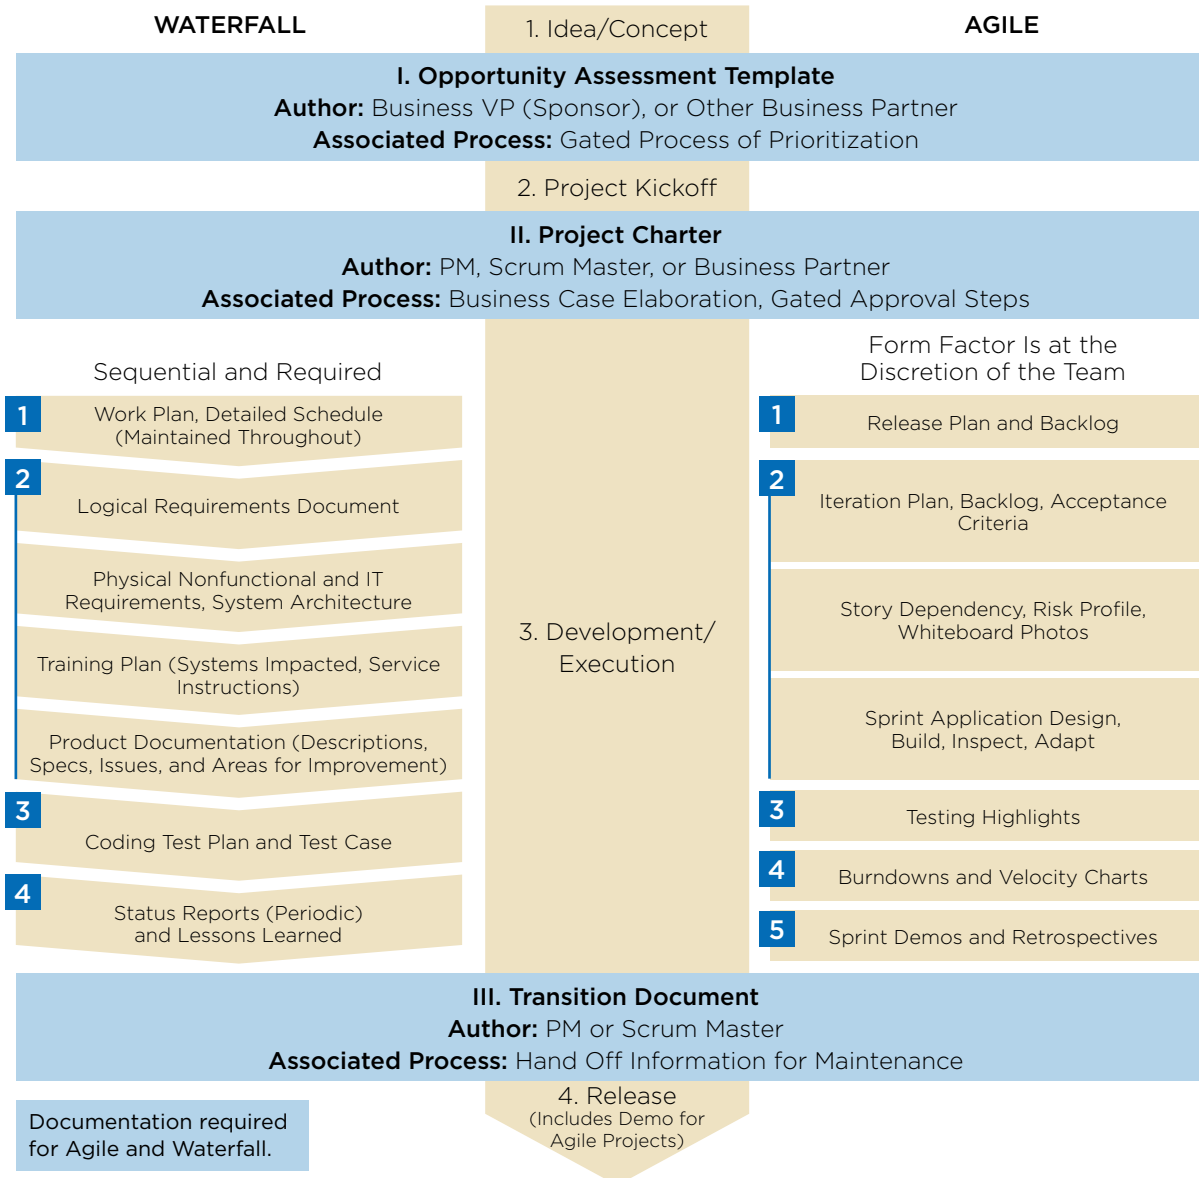 WATERFALL
1. Idea/Concept
AGILE
I. Opportunity Assessment Template
Author: Business VP (Sponsor), or Other Business Partner
Associated Process: Gated Process of Prioritization
2. Project Kickoff
II. Project Charter
Author: PM, Scrum Master, or Business Partner
Associated Process: Business Case Elaboration, Gated Approval Steps
Sequential and Required
1
Work Plan, Detailed Schedule
(Maintained Throughout)
2
Logical Requirements Document
Physical Nonfunctional and IT
Requirements, System Architecture
Training Plan (Systems Impacted, Service
Instructions)
Product Documentation (Descriptions,
Specs, Issues, and Areas for Improvement)
3
Coding Test Plan and Test Case
4
Status Reports (Periodic)
and Lessons Learned
3. Development/
Execution
Form Factor Is at the
Discretion of the Team
1
Release Plan and Backlog
2
Iteration Plan, Backlog, Acceptance
Criteria
Story Dependency, Risk Profile,
Whiteboard Photos
Sprint Application Design,
Build, Inspect, Adapt
3
Testing Highlights
4
Burndowns and Velocity Charts
5
Sprint Demos and Retrospectives
III. Transition Document
Author: PM or Scrum Master
Associated Process: Hand Off Information for Maintenance
4. Release
(Includes Demo for
Agile Projects)
Documentation required
for Agile and Waterfall.